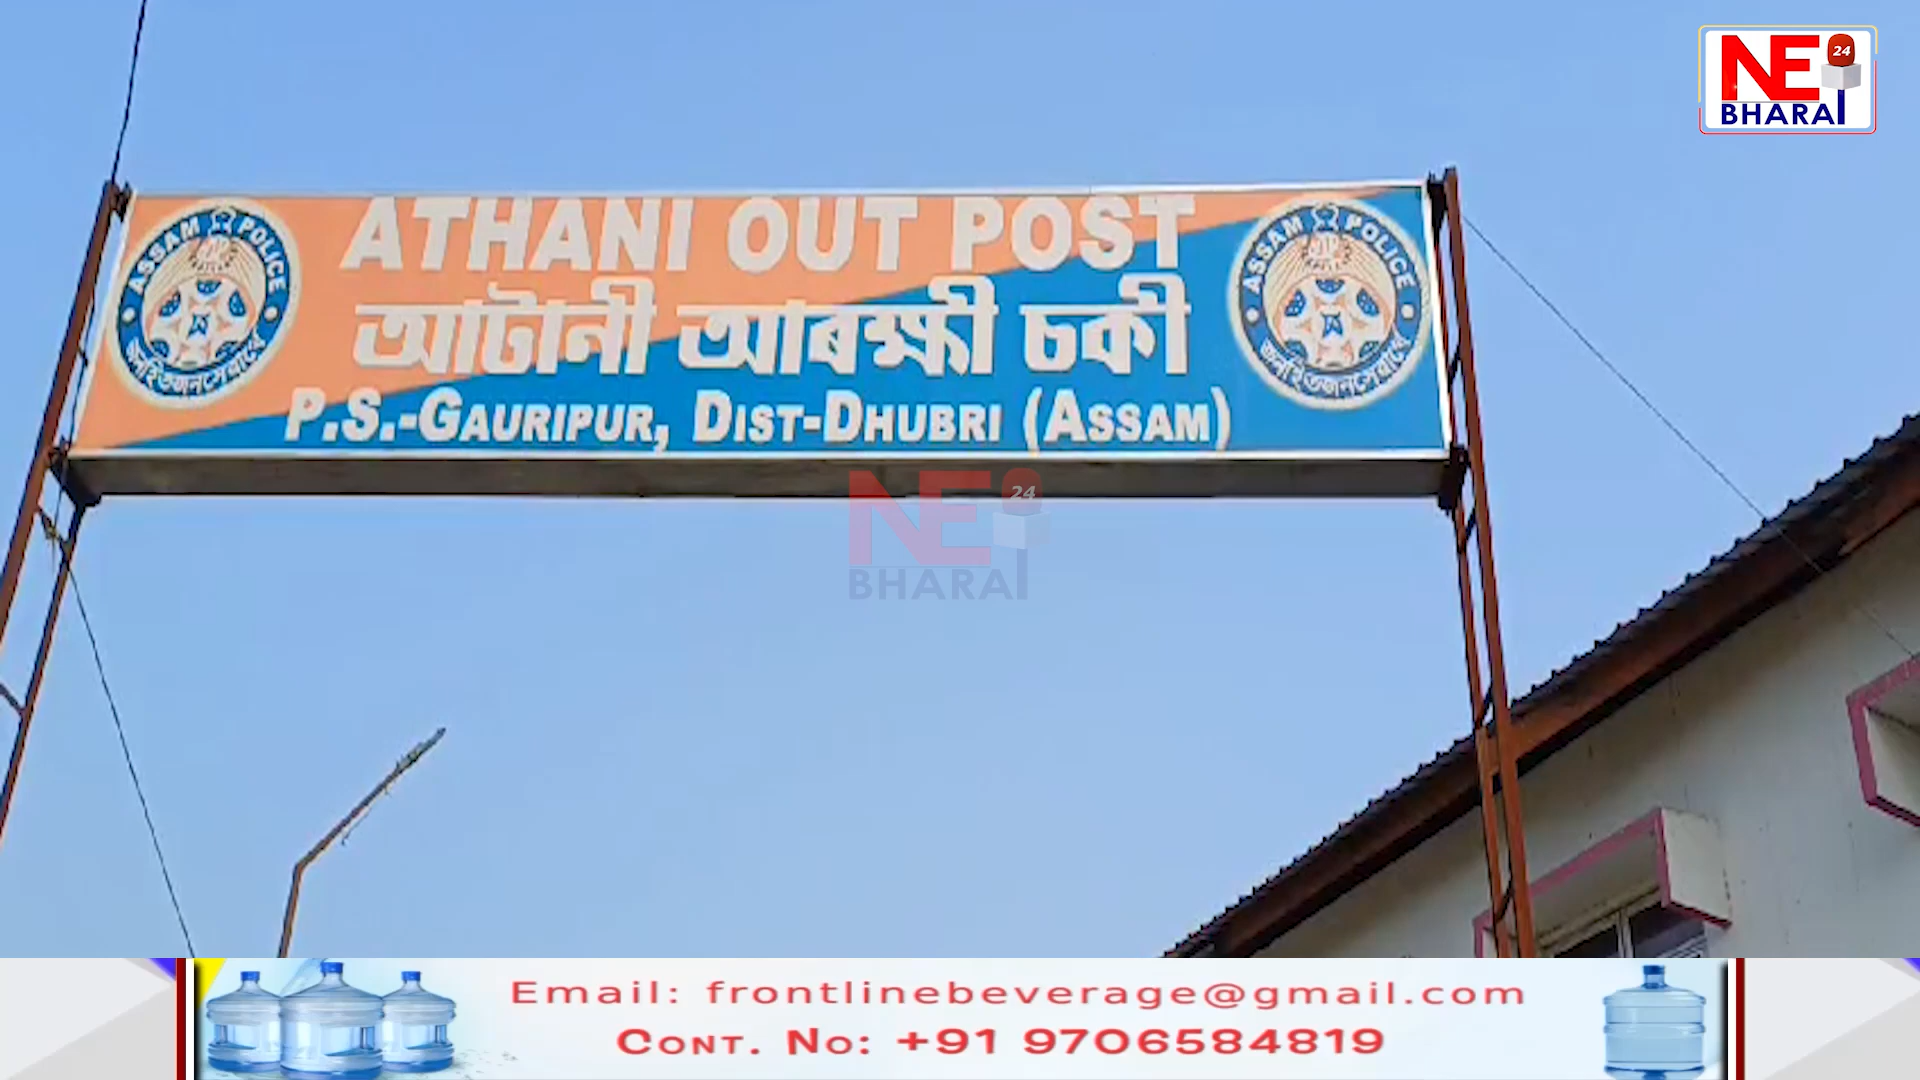 NE 24
BHARAT
ATHANI OUT POST
আটানী আৰক্ষী চকী
P.S.-GAURIPUR, DIST-DHUBRI (ASSAM)
ASSAM POLICE
ASSAM POLICE
NE 24
BHARAT
Email: frontlinebeverage@gmail.com
CONT. NO: +91 9706584819